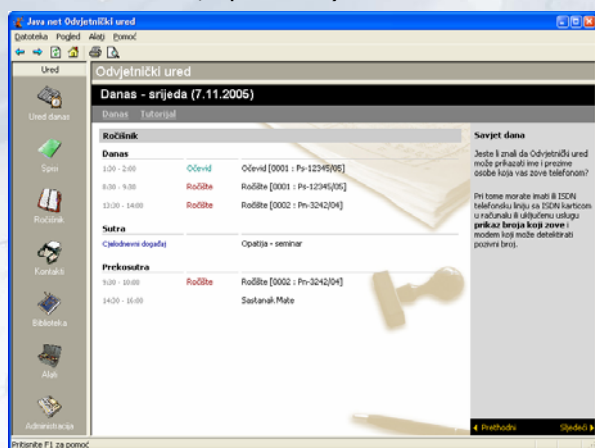 Java net Odvjetnički ured
Datoteka Pogled Alati Pomoć
Ured
Odvjetnički ured
Danas - srijeda (7.11.2005)
Ured danas
Danas Tutorijal
Ročišnik
Savjet dana
Danas
1:30 - 2:00 Očevid Očevid [0001 : Ps-12345/05]
8:30 - 9:30 Ročište Ročište [0001 : Ps-12345/05]
13:30 - 14:00 Ročište Ročište [0002 : Pn-3242/04]
Jeste li znali da Odvjetnički ured
može prikazati ime i prezime
osobe koja vas zove telefonom?
Spisi
Pri tome morate imati ili ISDN
telefonsku liniju sa ISDN karticom
u računalu ili uključenu uslugu
prikaz broja koji zove i
modem koji može detektirati
pozivni broj.
Ročišnik
Sutra
Cjelodnevni događaj Opatija - seminar
Prekosutra
9:30 - 10:00 Ročište Ročište [0002 : Pn-3242/04]
14:30 - 16:00 Sastanak Mate
Kontakti
Biblioteka
Alati
Administracija
Prethodni Sljedeći
Pritisnite F1 za pomoć